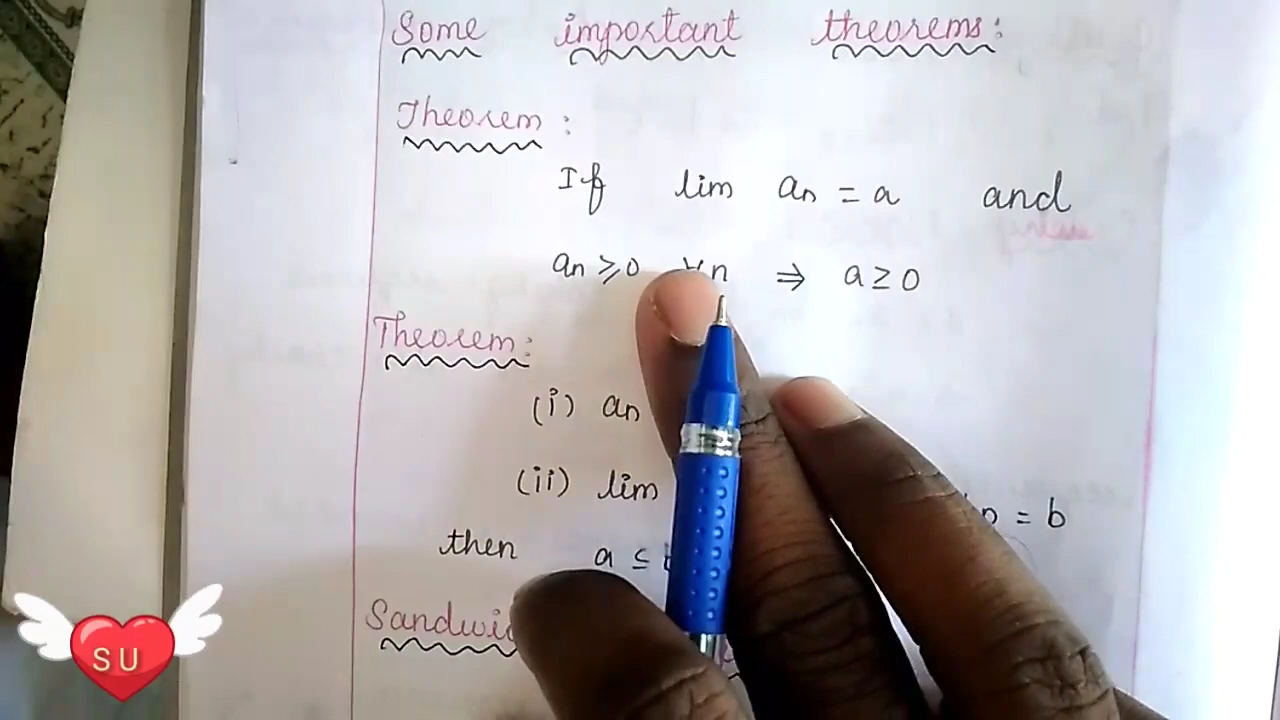 Some important theorems:
Theorem:
If lim an = a and
an ≥ 0 ∀n ⇒ a ≥ 0
Theorem:
(i) an
(ii) lim = b
then a ≤
SU